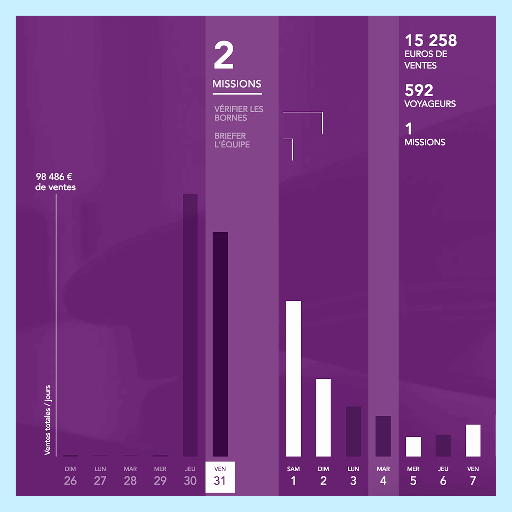 2
MISSIONS
VÉRIFIER LES
BORNES
BRIEFER
L'ÉQUIPE
15 258
EUROS DE
VENTES
592
VOYAGEURS
1
MISSIONS
98 486 €
de ventes
Ventes totales / jours
DIM LUN MAR MER JEU VEN SAM DIM LUN MAR MER JEU VEN
26 27 28 29 30 31 1 2 3 4 5 6 7